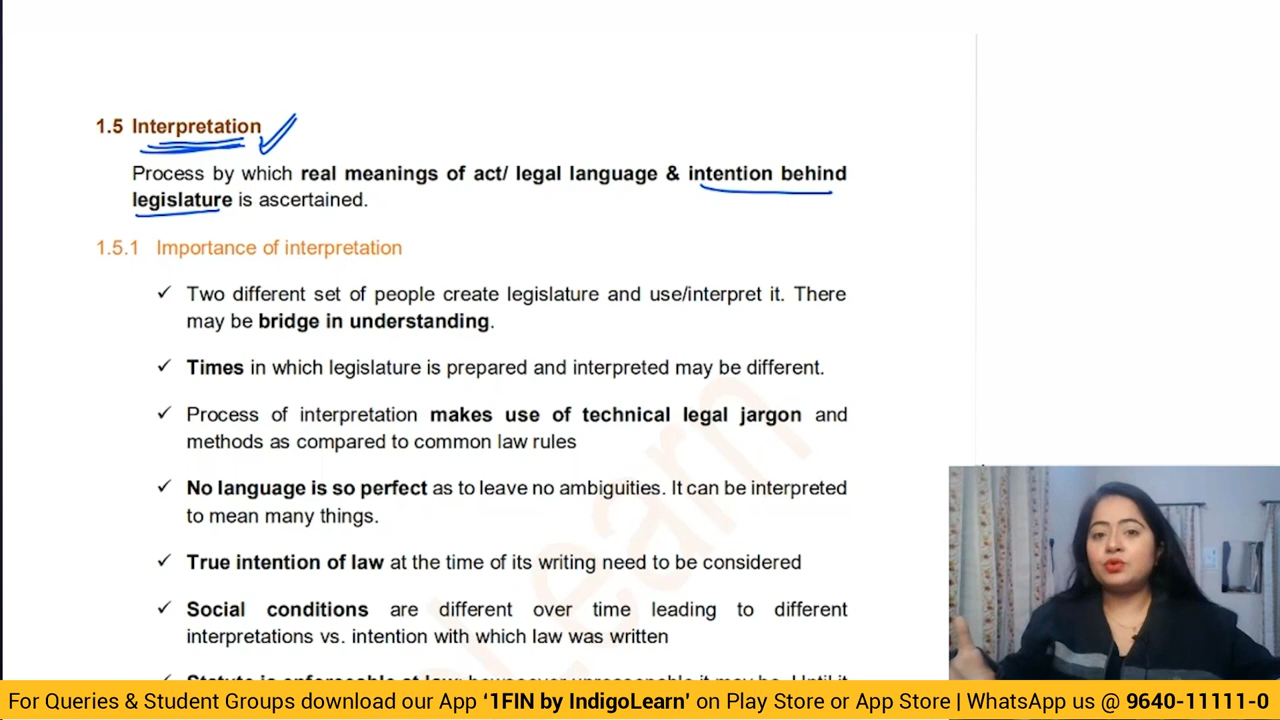 1.5 Interpretation
Process by which real meanings of act/ legal language & intention behind
legislature is ascertained.
1.5.1 Importance of interpretation
✓ Two different set of people create legislature and use/interpret it. There
may be bridge in understanding.
✓ Times in which legislature is prepared and interpreted may be different.
✓ Process of interpretation makes use of technical legal jargon and
methods as compared to common law rules
✓ No language is so perfect as to leave no ambiguities. It can be interpreted
to mean many things.
✓ True intention of law at the time of its writing need to be considered
✓ Social conditions are different over time leading to different
interpretations vs. intention with which law was written
For Queries & Student Groups download our App ‘1FIN by IndigoLearn’ on Play Store or App Store | WhatsApp us @ 9640-11111-0